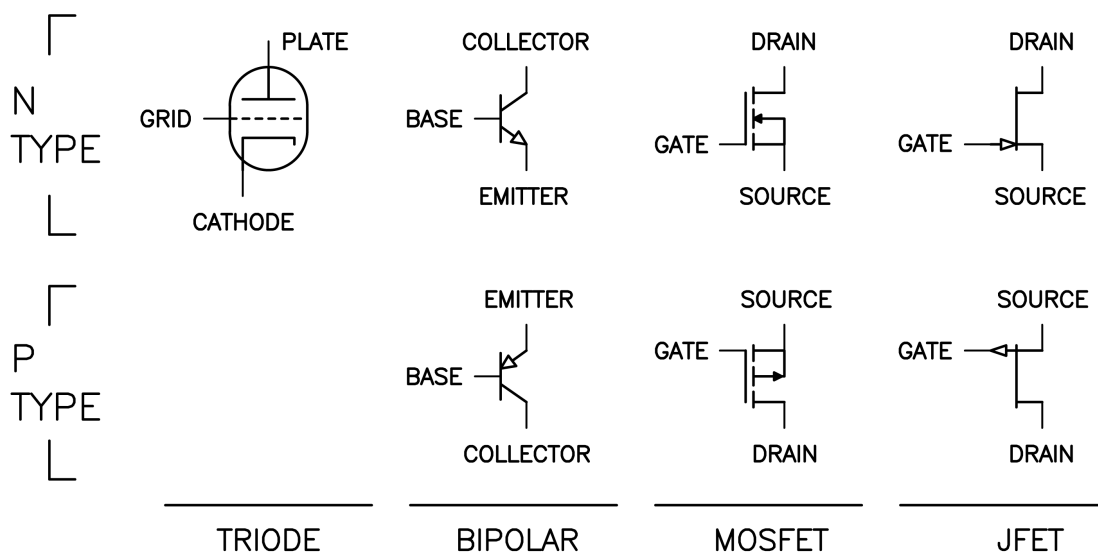 N
TYPE
PLATE
GRID
CATHODE
COLLECTOR
BASE
EMITTER
DRAIN
GATE
SOURCE
DRAIN
GATE
SOURCE
P
TYPE
EMITTER
BASE
COLLECTOR
SOURCE
GATE
DRAIN
SOURCE
GATE
DRAIN
TRIODE
BIPOLAR
MOSFET
JFET